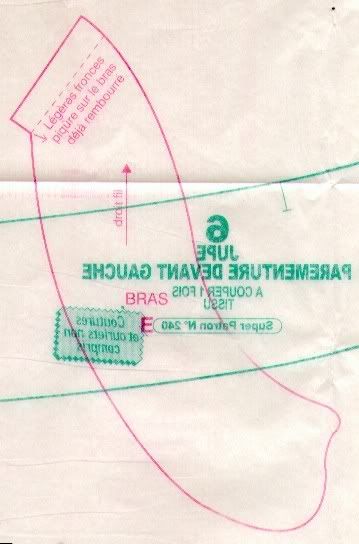 Légères fronces
piqûre sur le bras
déjà rembourré
droit fil
6
JUPE
PAREMENTURE DEVANT GAUCHE
A COUPER 1 FOIS
TISSU
BRAS
E
Super Patron N° 240
Coutures
et ourlets non
compris